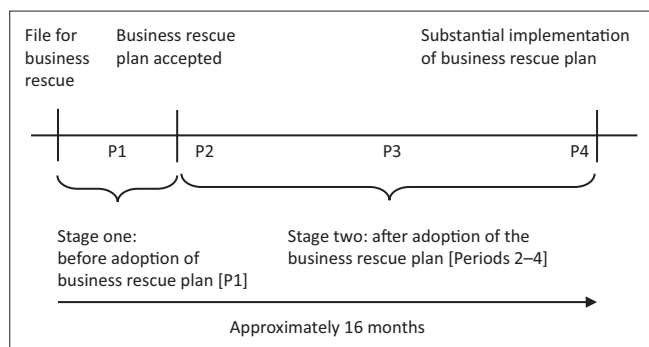 File for
business
rescue
Business rescue
plan accepted
Substantial implementation
of business rescue plan
P1
P2
P3
P4
Stage one:
before adoption of
business rescue plan [P1]
Stage two: after adoption of the
business rescue plan [Periods 2–4]
Approximately 16 months